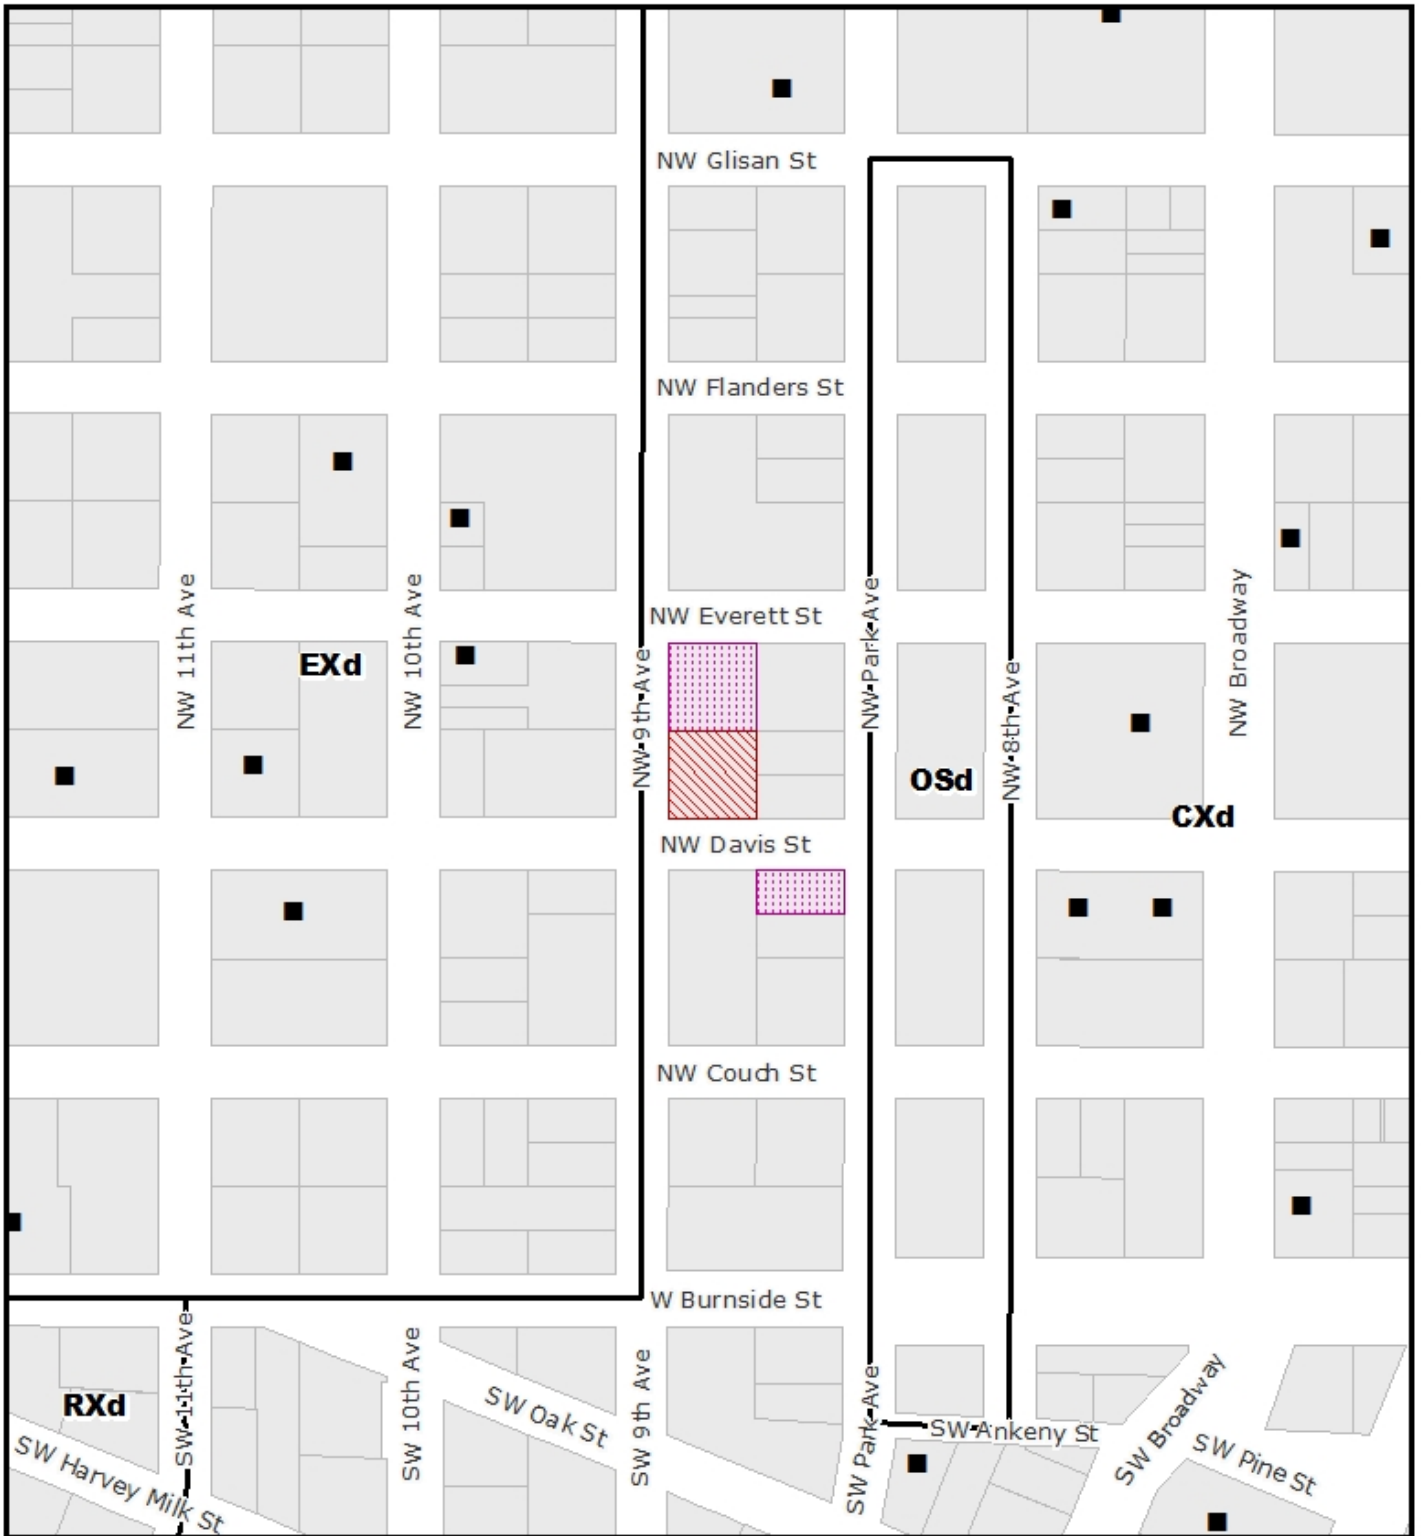 NW Glisan St
NW Flanders St
NW 11th Ave
NW 10th Ave
NW Everett St
NW Park Ave
NW Broadway
EXd
NW 9th Ave
NW 8th Ave
OSd
CXd
NW Davis St
NW Couch St
W Burnside St
SW 11th Ave
SW 10th Ave
SW 9th Ave
SW Park Ave
RXd
SW Oak St
SW Ankeny St
SW Broadway
SW Harvey Milk St
SW Pine St